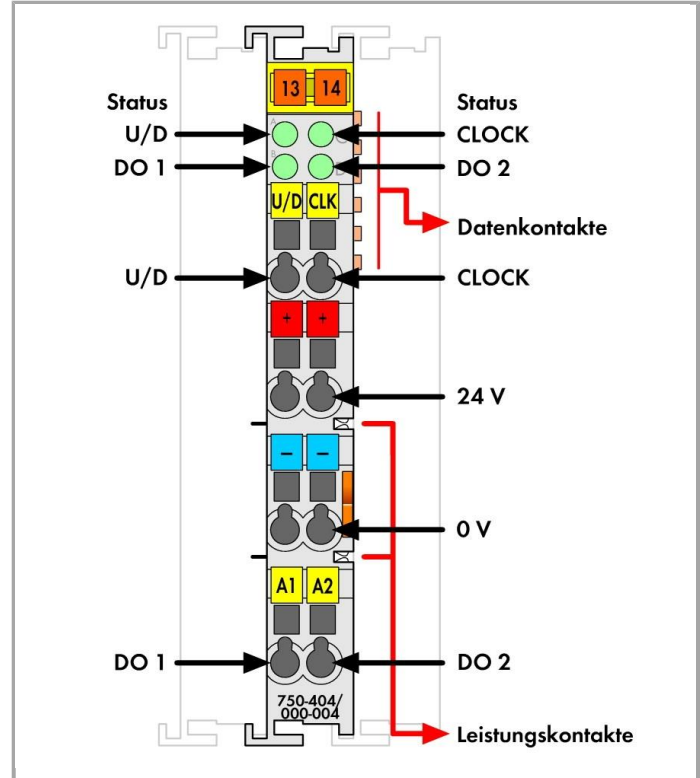 13 14
Status
Status
U/D
CLOCK
DO 1
DO 2
U/D CLK
Datenkontakte
U/D
CLOCK
+ +
24 V
− −
0 V
A1 A2
DO 1
DO 2
750-404/
000-004
Leistungskontakte